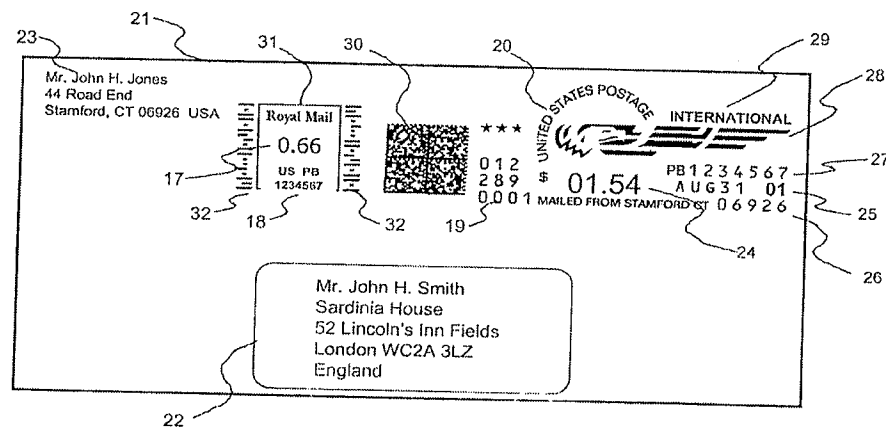 21
23
31
30
20
29
28
Mr. John H. Jones
44 Road End
Stamford, CT 06926 USA
Royal Mail
0.66
US PB
1234567
17
32
18
32
★★★
012
289
0001
19
UNITED STATES POSTAGE
INTERNATIONAL
$ 01.54
PB1234567
AUG31 01
MAILED FROM STAMFORD CT 06926
27
25
24
26
Mr. John H. Smith
Sardinia House
52 Lincoln's Inn Fields
London WC2A 3LZ
England
22